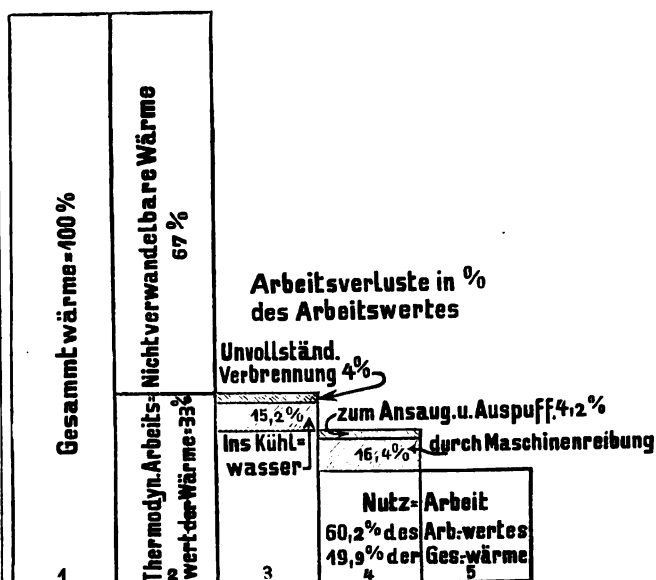 Gesammtwärme=100%
Nichtverwandelbare Wärme
67%
Thermodyn. Arbeits=
wert der Wärme=33%
Arbeitsverluste in %
des Arbeitswertes
Unvollständ.
Verbrennung 4%
15,2%
Ins Kühl=
wasser
zum Ansaug. u. Auspuff. 4,2%
16,4%
durch Maschinenreibung
Nutz=Arbeit
60,2% des Arb.wertes
19,9% der Ges.wärme
1
2
3
4
5